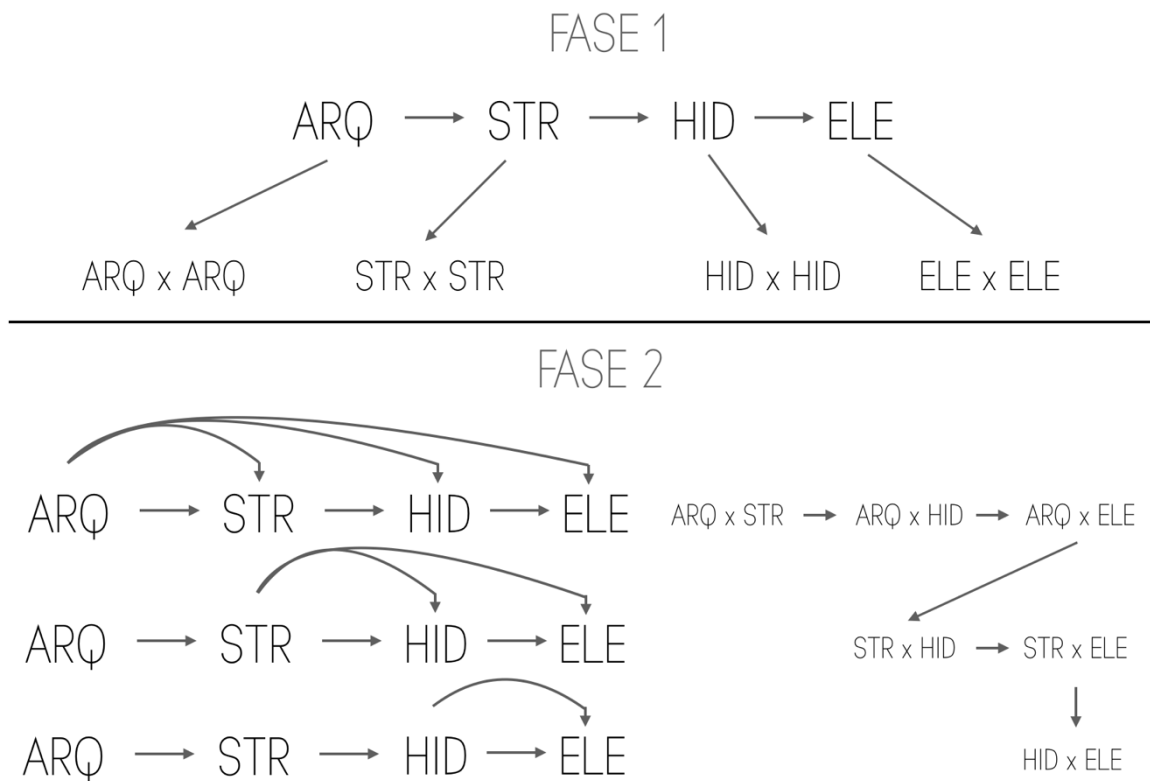 FASE 1
ARQ STR HID ELE
ARQ x ARQ STR x STR HID x HID ELE x ELE
FASE 2
ARQ STR HID ELE
ARQ x STR ARQ x HID ARQ x ELE
ARQ STR HID ELE
STR x HID STR x ELE
ARQ STR HID ELE
HID x ELE